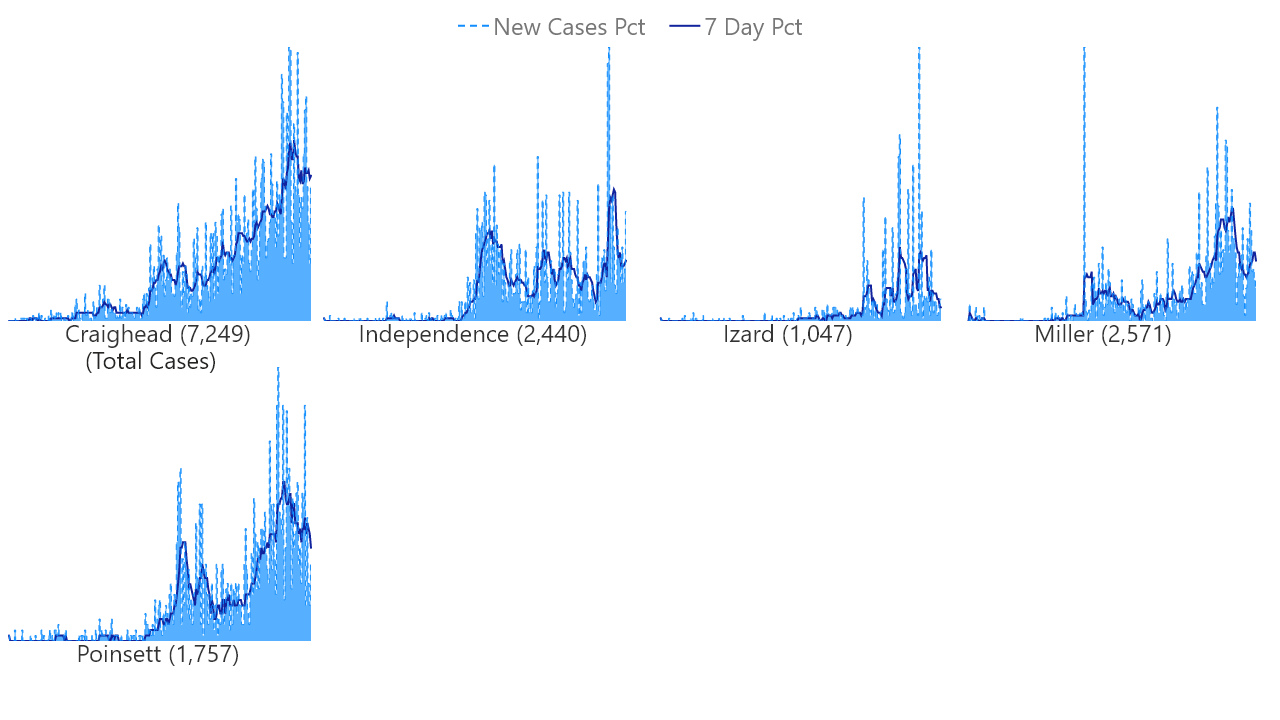 New Cases Pct 7 Day Pct
Craighead (7,249) Independence (2,440) Izard (1,047) Miller (2,571)
(Total Cases)
Poinsett (1,757)